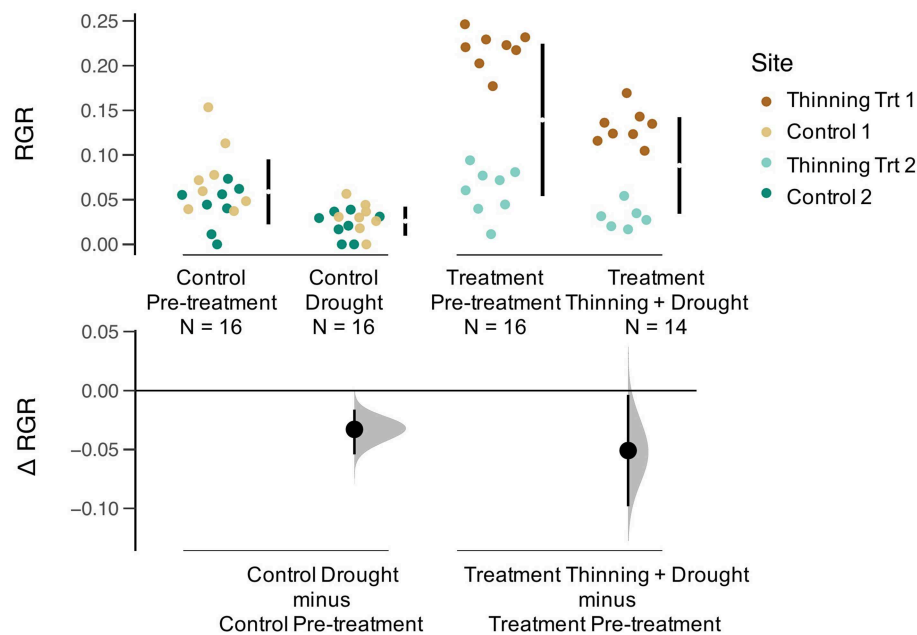 0.25
0.20
0.15
0.10
0.05
0.00
RGR
Site
Thinning Trt 1
Control 1
Thinning Trt 2
Control 2
Control Control Treatment Treatment
Pre-treatment Drought Pre-treatment Thinning + Drought
N = 16 N = 16 N = 16 N = 14
0.05
0.00
−0.05
−0.10
Δ RGR
Control Drought Treatment Thinning + Drought
minus minus
Control Pre-treatment Treatment Pre-treatment